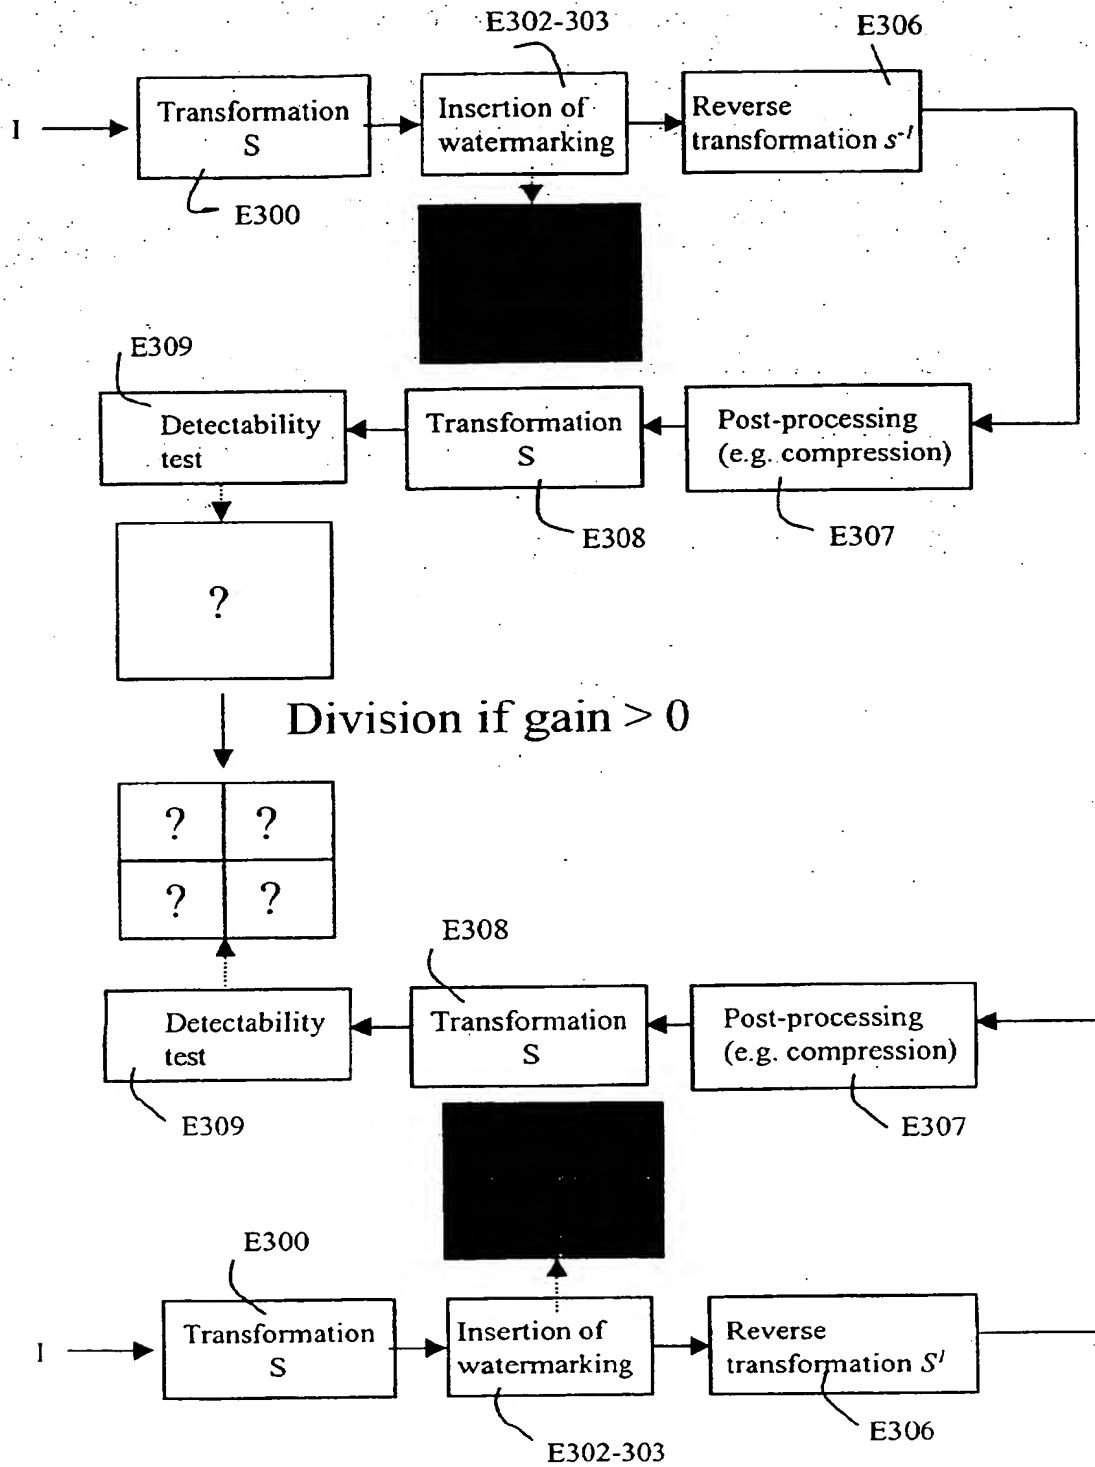 E302-303
E306
I
Transformation
S
Insertion of
watermarking
Reverse
transformation s⁻¹
E300
E309
Detectability
test
Transformation
S
Post-processing
(e.g. compression)
E308
E307
?
Division if gain > 0
? ?
? ?
E308
Detectability
test
Transformation
S
Post-processing
(e.g. compression)
E309
E307
E300
I
Transformation
S
Insertion of
watermarking
Reverse
transformation S¹
E306
E302-303